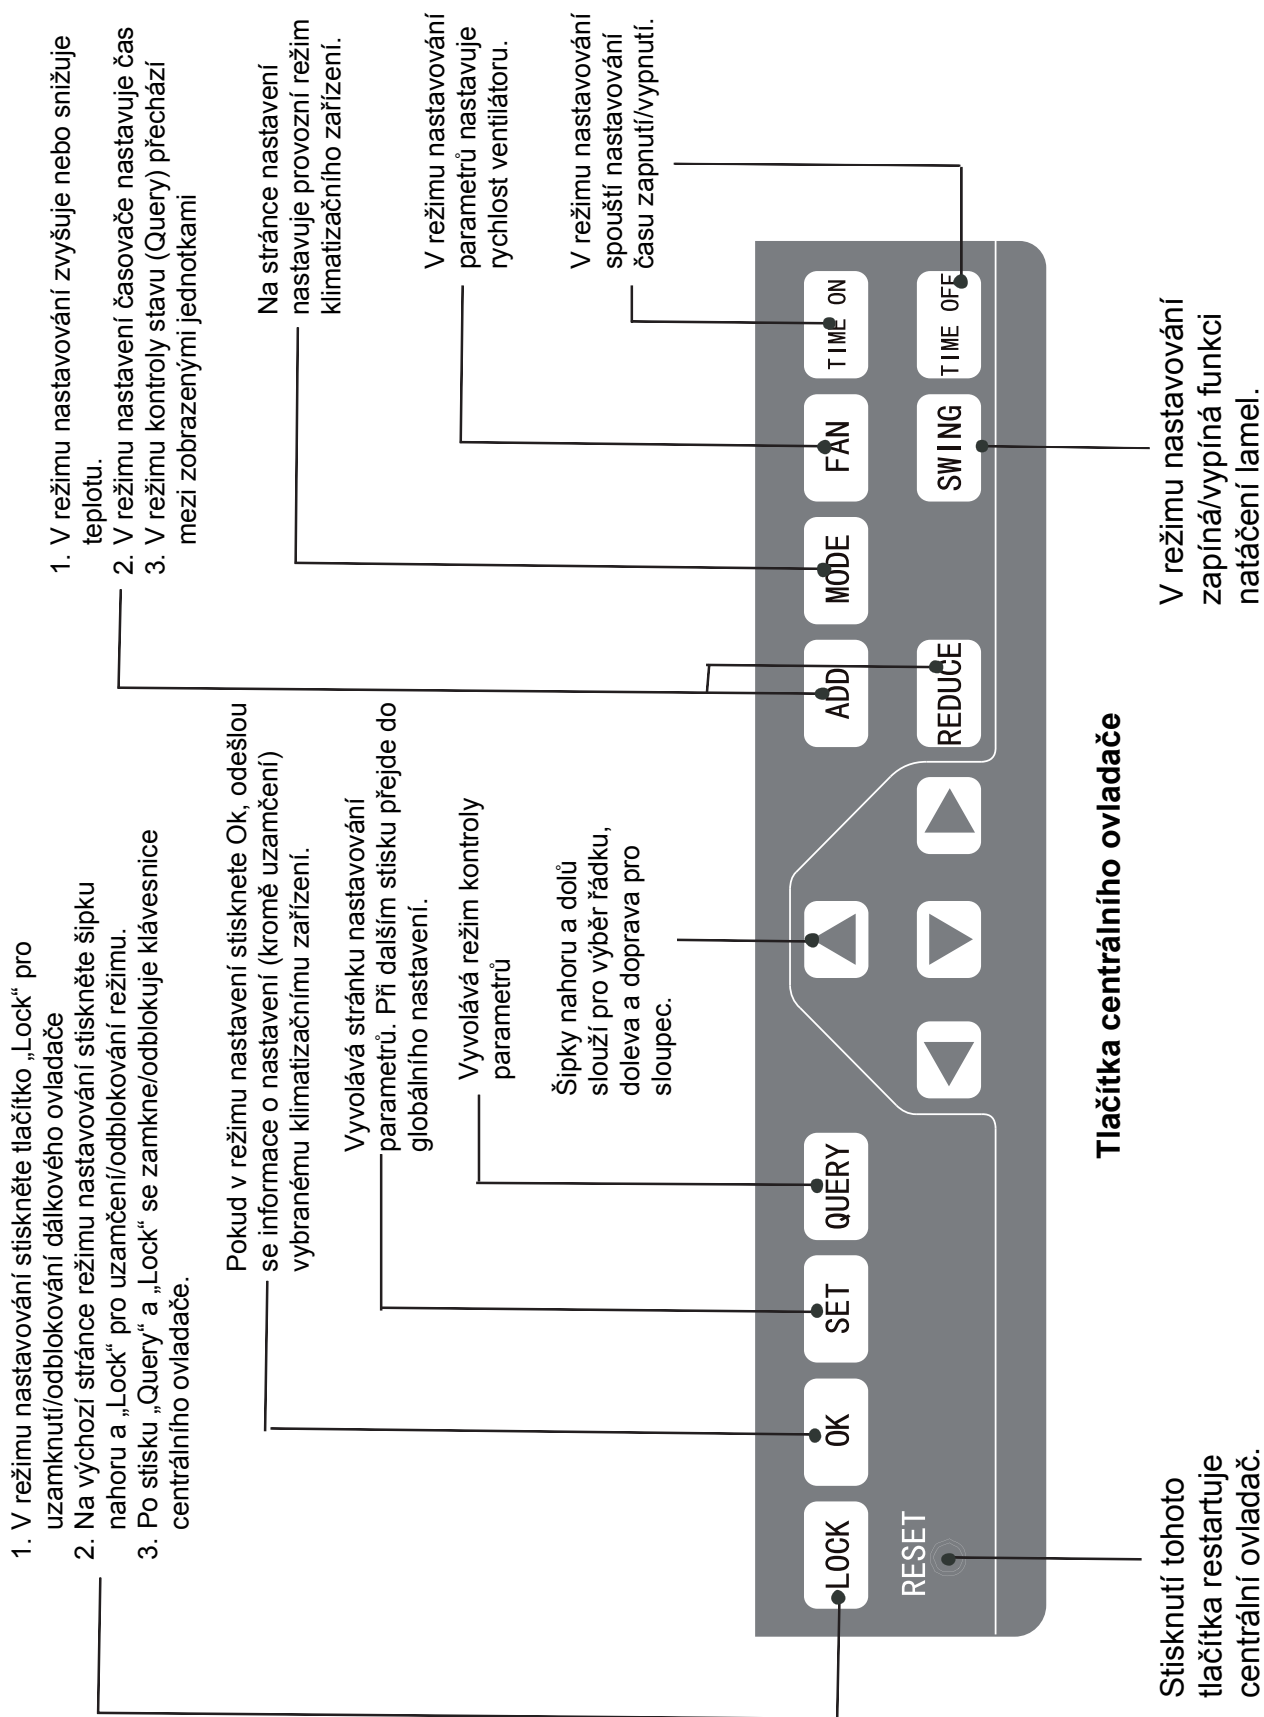 1. V režimu nastavování stiskněte tlačítko „Lock“ pro
uzamknutí/odblokování dálkového ovladače
2. Na výchozí stránce režimu nastavování stiskněte šipku
nahoru a „Lock“ pro uzamčení/odblokování režimu.
3. Po stisku „Query“ a „Lock“ se zamkne/odblokuje klávesnice
centrálního ovladače.
Pokud v režimu nastavení stisknete Ok, odešlou
se informace o nastavení (kromě uzamčení)
vybranému klimatizačnímu zařízení.
Vyvolává stránku nastavování
parametrů. Při dalším stisku přejde do
globálního nastavení.
Vyvolává režim kontroly
parametrů
Šipky nahoru a dolů
slouží pro výběr řádku,
doleva a doprava pro
sloupec.
1. V režimu nastavování zvyšuje nebo snižuje
teplotu.
2. V režimu nastavení časovače nastavuje čas
3. V režimu kontroly stavu (Query) přechází
mezi zobrazenými jednotkami
Na stránce nastavení
nastavuje provozní režim
klimatizačního zařízení.
V režimu nastavování
parametrů nastavuje
rychlost ventilátoru.
V režimu nastavování
spouští nastavování
času zapnutí/vypnutí.
LOCK
OK
SET
QUERY
ADD
MODE
FAN
TIME ON
RESET
REDUCE
SWING
TIME OFF
Tlačítka centrálního ovladače
Stisknutí tohoto
tlačítka restartuje
centrální ovladač.
V režimu nastavování
zapíná/vypíná funkci
natáčení lamel.